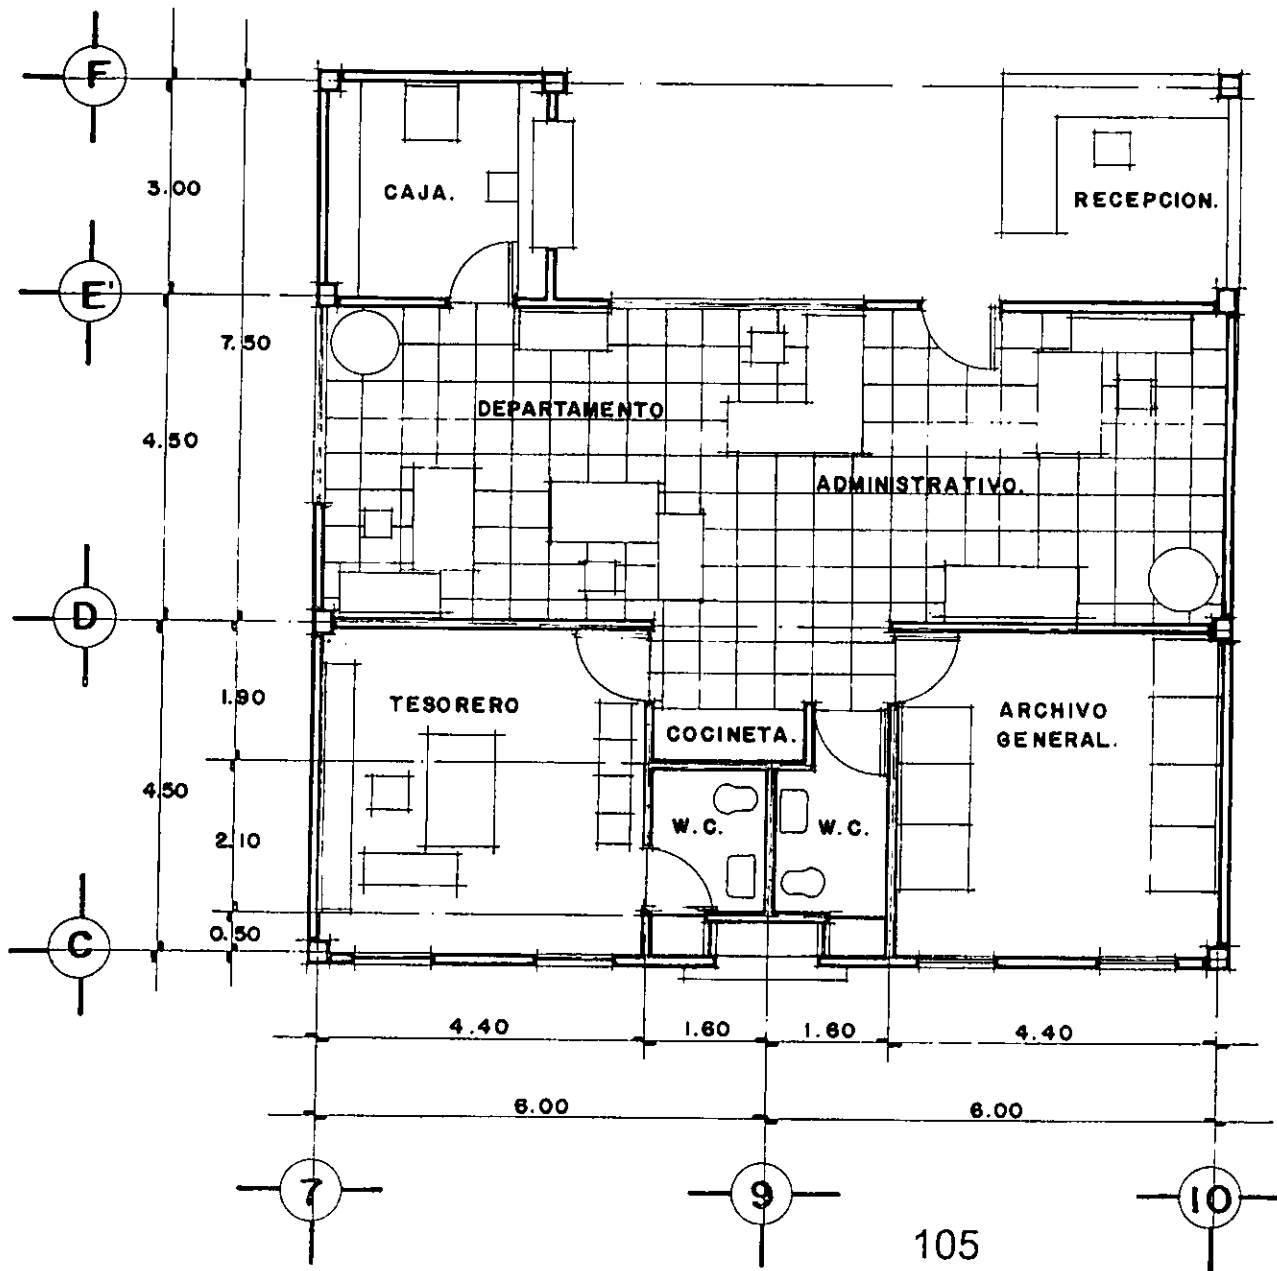 F
3.00
CAJA.
RECEPCION.
E'
7.50
DEPARTAMENTO
4.50
ADMINISTRATIVO.
D
1.90
TESORERO
COCINETA.
ARCHIVO
GENERAL.
4.50
2.10
W.C.
W.C.
0.50
C
4.40
1.60
1.60
4.40
6.00
6.00
7
9
10
105